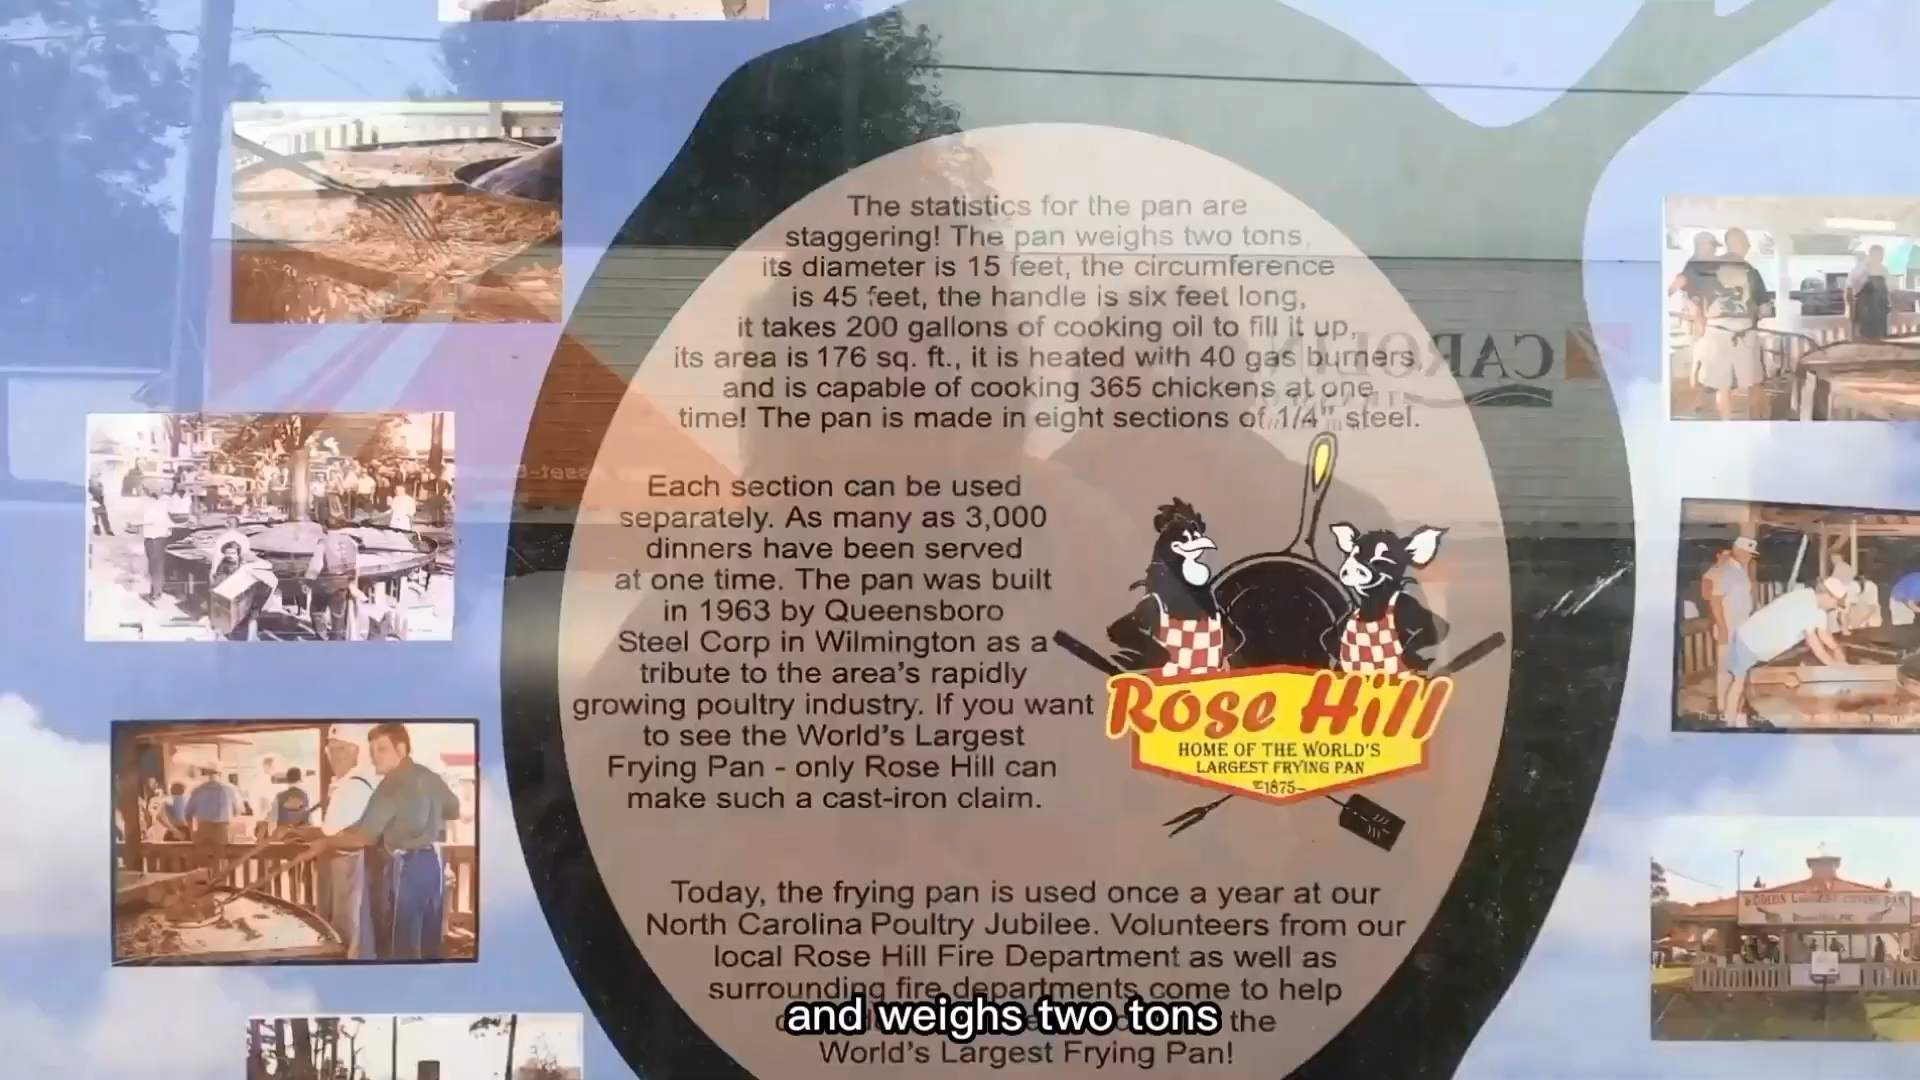 The statistics for the pan are
staggering! The pan weighs two tons,
its diameter is 15 feet, the circumference
is 45 feet, the handle is six feet long,
it takes 200 gallons of cooking oil to fill it up,
its area is 176 sq. ft., it is heated with 40 gas burners
and is capable of cooking 365 chickens at one
time! The pan is made in eight sections of 1/4" steel.
Each section can be used
separately. As many as 3,000
dinners have been served
at one time. The pan was built
in 1963 by Queensboro
Steel Corp in Wilmington as a
tribute to the area's rapidly
growing poultry industry. If you want
to see the World's Largest
Frying Pan - only Rose Hill can
make such a cast-iron claim.
Rose Hill
HOME OF THE WORLD'S
LARGEST FRYING PAN
1875
Today, the frying pan is used once a year at our
North Carolina Poultry Jubilee. Volunteers from our
local Rose Hill Fire Department as well as
surrounding fire departments come to help
the
World's Largest Frying Pan!
and weighs two tons